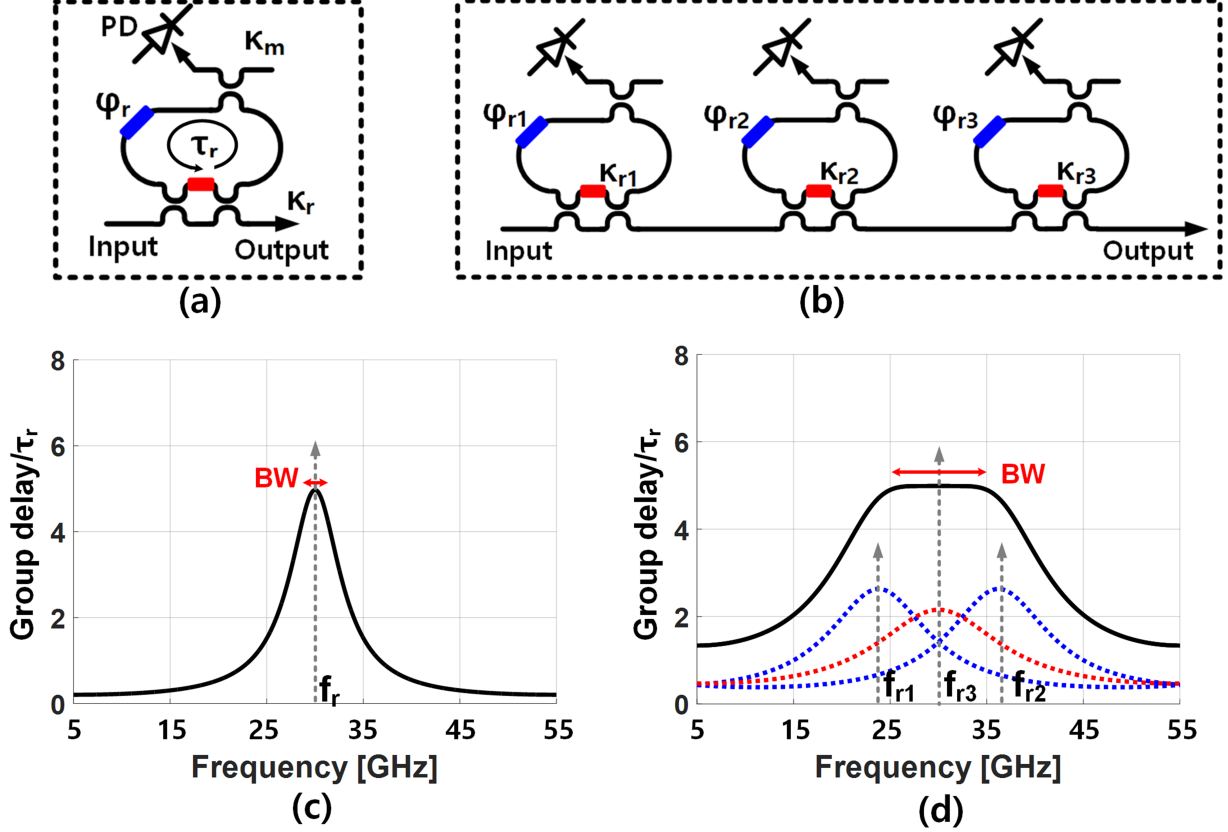 PD
κm
φr
τr
κr
Input
Output
(a)
φr1
κr1
φr2
κr2
φr3
κr3
Input
Output
(b)
Group delay/τr
8
6
4
2
0
BW
fr
5
15
25
35
45
55
Frequency [GHz]
(c)
Group delay/τr
8
6
4
2
0
BW
fr1
fr3
fr2
5
15
25
35
45
55
Frequency [GHz]
(d)